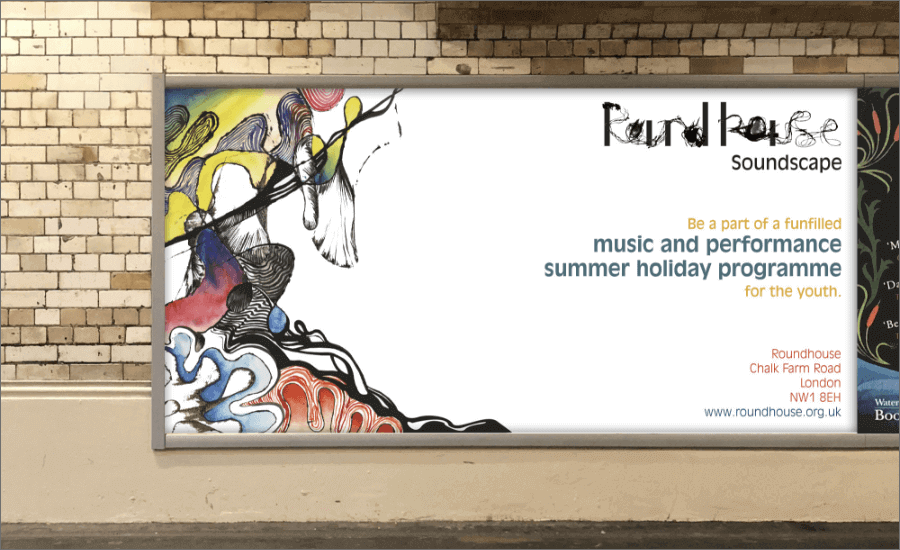 Roundhouse
Soundscape
Be a part of a funfilled
music and performance
summer holiday programme
for the youth.
Roundhouse
Chalk Farm Road
London
NW1 8EH
www.roundhouse.org.uk
'M
'Da
'Be
Water
Boo